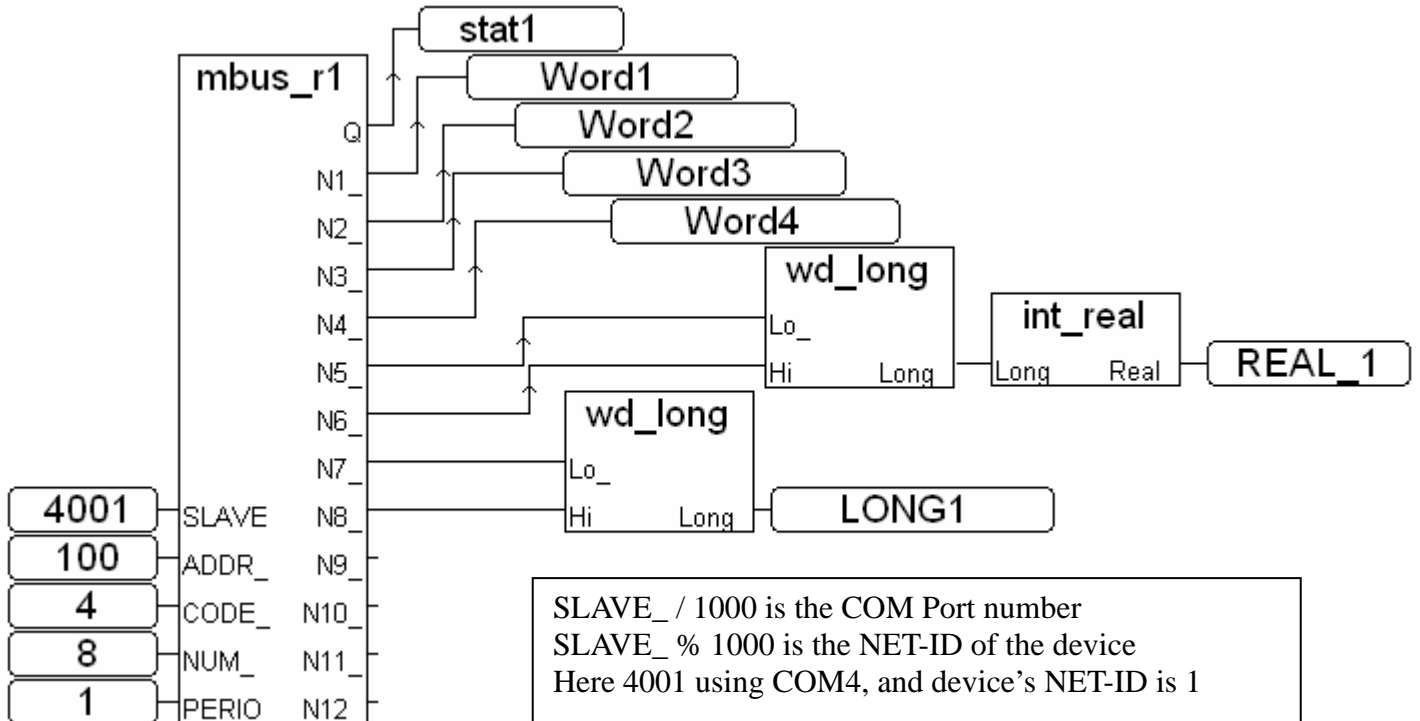 stat1
mbus_r1
Word1
Q
Word2
N1_
Word3
N2_
Word4
N3_
wd_long
N4_
Lo_
int_real
N5_
Hi Long
Long Real
REAL_1
N6_
wd_long
N7_
Lo_
4001
SLAVE
N8_
Hi Long
LONG1
100
ADDR_
N9_
4
CODE_
N10_
8
NUM_
N11_
1
PERIO
N12
SLAVE_ / 1000 is the COM Port number
SLAVE_ % 1000 is the NET-ID of the device
Here 4001 using COM4, and device's NET-ID is 1